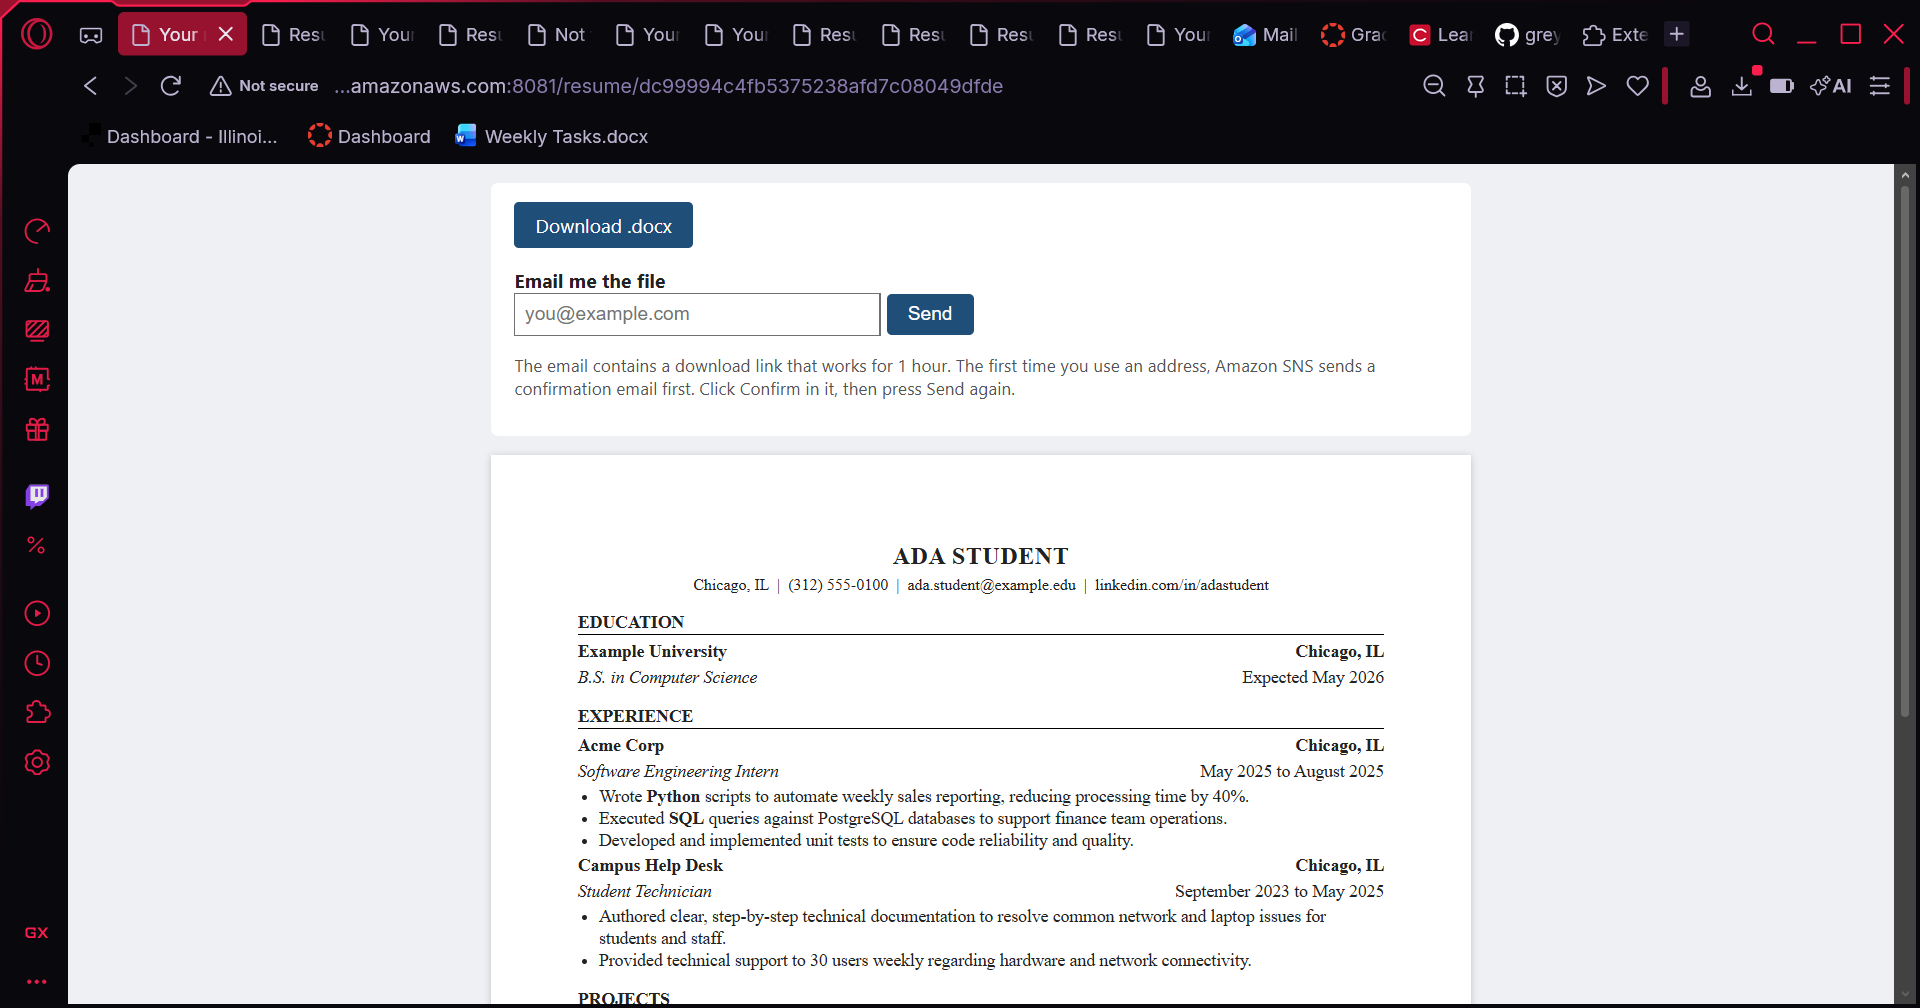 Your
Resu
Your
Resu
Not
Your
Your
Resu
Resu
Resu
Resu
Your
Mail
Grad
C Lear
grey
Exte
Not secure ...amazonaws.com:8081/resume/dc99994c4fb5375238afd7c08049dfde
AI
Dashboard - Illinoi...
Dashboard
Weekly Tasks.docx
Download .docx
Email me the file
you@example.com
Send
The email contains a download link that works for 1 hour. The first time you use an address, Amazon SNS sends a
confirmation email first. Click Confirm in it, then press Send again.
ADA STUDENT
Chicago, IL | (312) 555-0100 | ada.student@example.edu | linkedin.com/in/adastudent
EDUCATION
Example University Chicago, IL
B.S. in Computer Science Expected May 2026
EXPERIENCE
Acme Corp Chicago, IL
Software Engineering Intern May 2025 to August 2025
• Wrote Python scripts to automate weekly sales reporting, reducing processing time by 40%.
• Executed SQL queries against PostgreSQL databases to support finance team operations.
• Developed and implemented unit tests to ensure code reliability and quality.
Campus Help Desk Chicago, IL
Student Technician September 2023 to May 2025
• Authored clear, step-by-step technical documentation to resolve common network and laptop issues for
students and staff.
• Provided technical support to 30 users weekly regarding hardware and network connectivity.
PROJECTS
M
GX